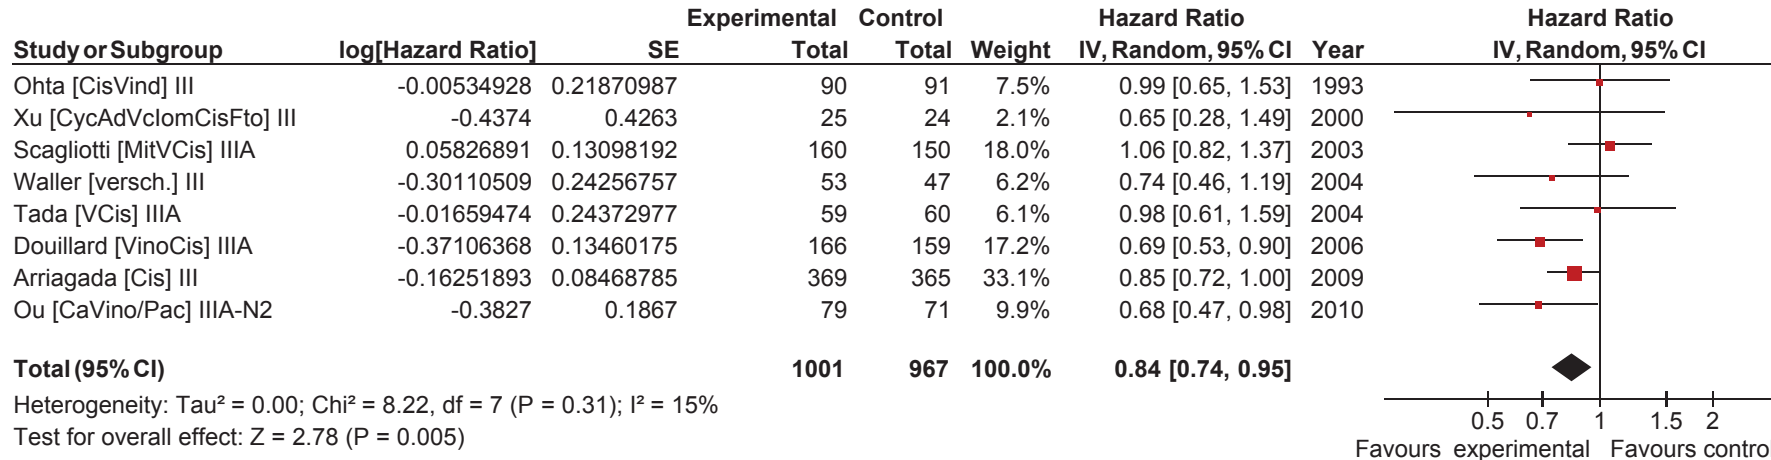 Experimental Control Hazard Ratio Hazard Ratio
Study or Subgroup log[Hazard Ratio] SE Total Total Weight IV, Random, 95% CI Year IV, Random, 95% CI
Ohta [CisVind] III -0.00534928 0.21870987 90 91 7.5% 0.99 [0.65, 1.53] 1993
Xu [CycAdVcIomCisFto] III -0.4374 0.4263 25 24 2.1% 0.65 [0.28, 1.49] 2000
Scagliotti [MitVCis] IIIA 0.05826891 0.13098192 160 150 18.0% 1.06 [0.82, 1.37] 2003
Waller [versch.] III -0.30110509 0.24256757 53 47 6.2% 0.74 [0.46, 1.19] 2004
Tada [VCis] IIIA -0.01659474 0.24372977 59 60 6.1% 0.98 [0.61, 1.59] 2004
Douillard [VinoCis] IIIA -0.37106368 0.13460175 166 159 17.2% 0.69 [0.53, 0.90] 2006
Arriagada [Cis] III -0.16251893 0.08468785 369 365 33.1% 0.85 [0.72, 1.00] 2009
Ou [CaVino/Pac] IIIA-N2 -0.3827 0.1867 79 71 9.9% 0.68 [0.47, 0.98] 2010
Total (95% CI) 1001 967 100.0% 0.84 [0.74, 0.95]
Heterogeneity: Tau² = 0.00; Chi² = 8.22, df = 7 (P = 0.31); I² = 15%
Test for overall effect: Z = 2.78 (P = 0.005)
0.5 0.7 1 1.5 2
Favours experimental Favours control